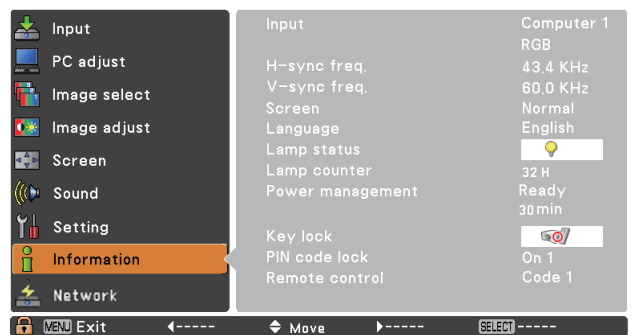 Input
PC adjust
Image select
Image adjust
Screen
Sound
Setting
Information
Network
Input Computer 1
RGB
H-sync freq. 43.4 KHz
V-sync freq. 60.0 KHz
Screen Normal
Language English
Lamp status
Lamp counter 32 H
Power management Ready
30 min
Key lock
PIN code lock On 1
Remote control Code 1
MENU Exit ◀----- ◆ Move ▶----- SELECT -----